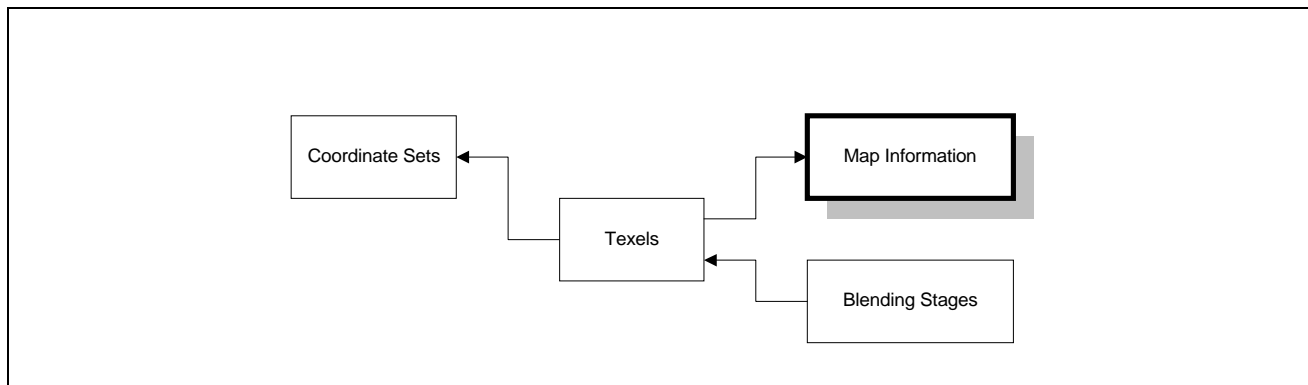 Coordinate Sets
Map Information
Texels
Blending Stages